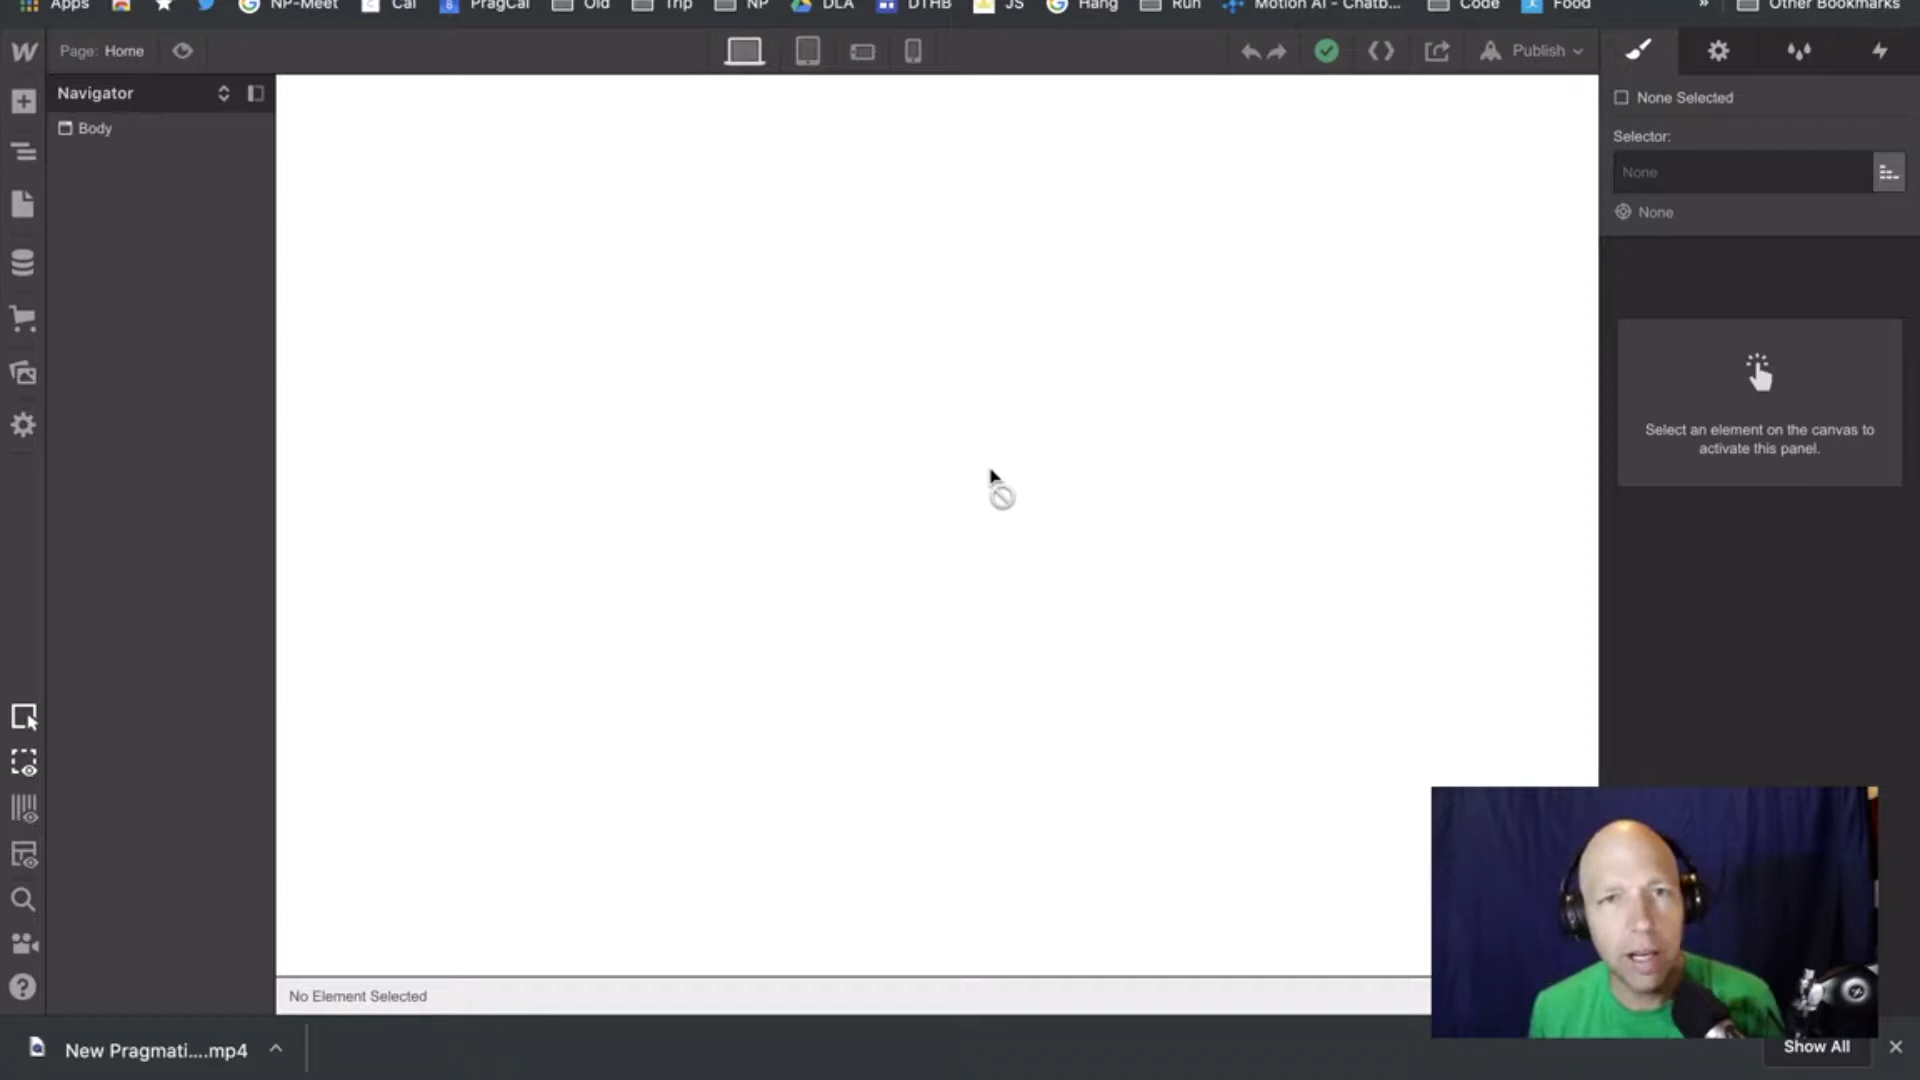 Apps NP-Meet Cal PragCal Old Trip NP DLA DTHB JS Hang Run Motion AI - Chatb... Code Food » Other Bookmarks
Page: Home Publish
Navigator
Body
None Selected
Selector:
None
None
Select an element on the canvas to
activate this panel.
No Element Selected
New Pragmati....mp4
Show All